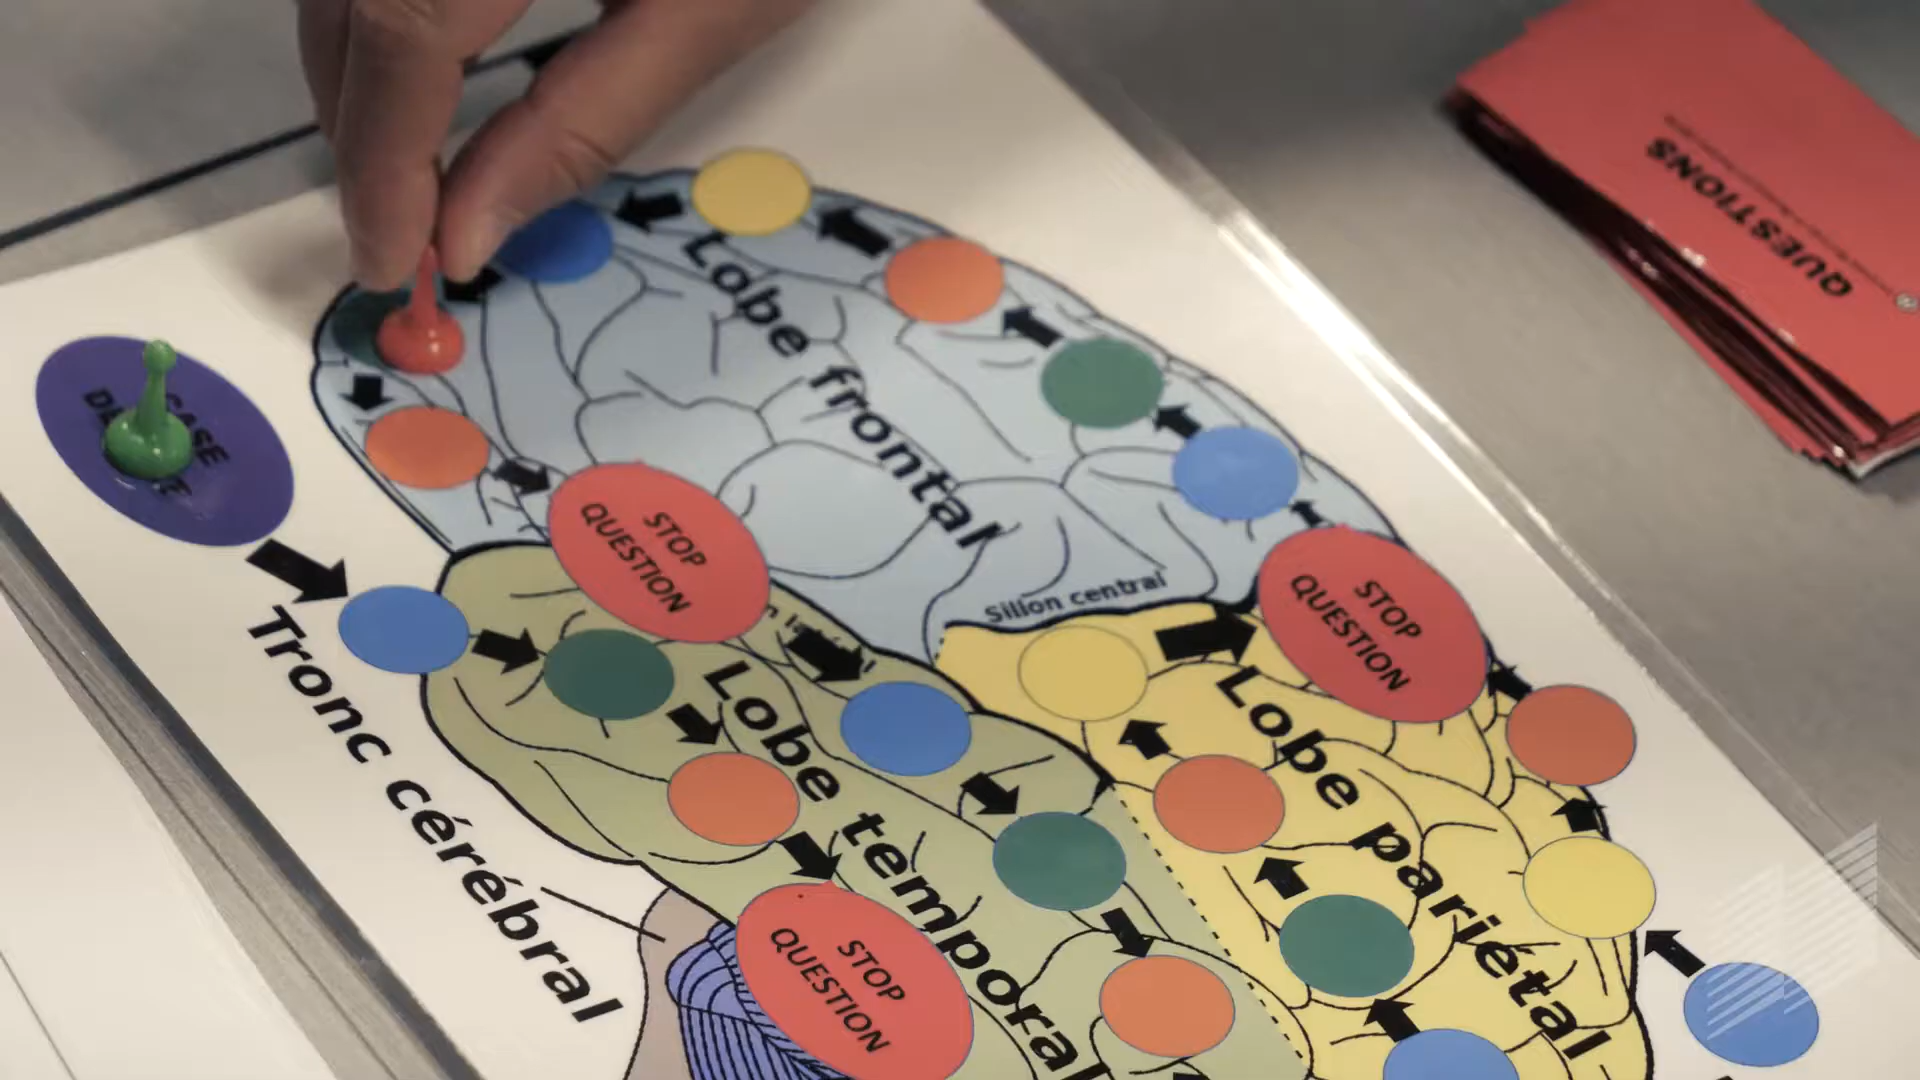 QUESTIONS
Lobe frontal
STOP
QUESTION
Sillon central
STOP
QUESTION
Tronc cérébral
Lobe temporal
Lobe pariétal
STOP
QUESTION